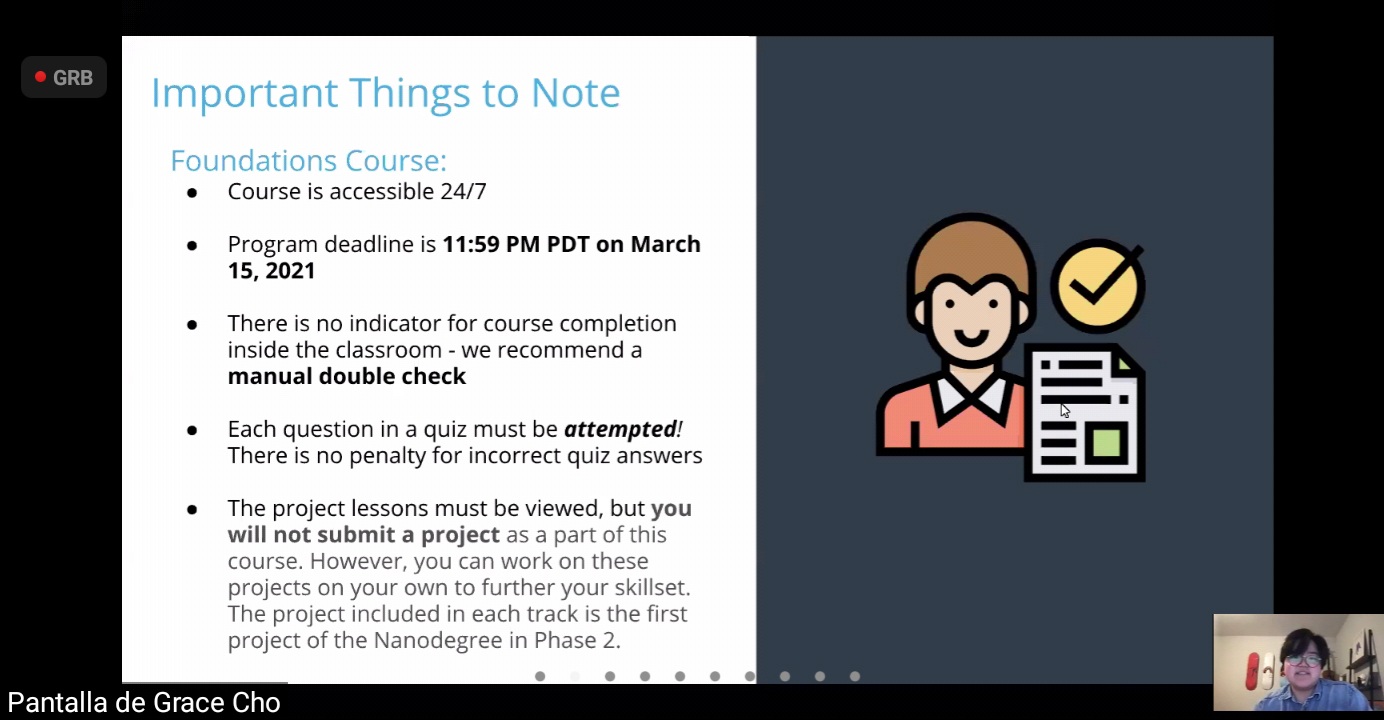 GRB
Important Things to Note
Foundations Course:
● Course is accessible 24/7
● Program deadline is 11:59 PM PDT on March
15, 2021
● There is no indicator for course completion
inside the classroom - we recommend a
manual double check
● Each question in a quiz must be attempted!
There is no penalty for incorrect quiz answers
● The project lessons must be viewed, but you
will not submit a project as a part of this
course. However, you can work on these
projects on your own to further your skillset.
The project included in each track is the first
project of the Nanodegree in Phase 2.
Pantalla de Grace Cho